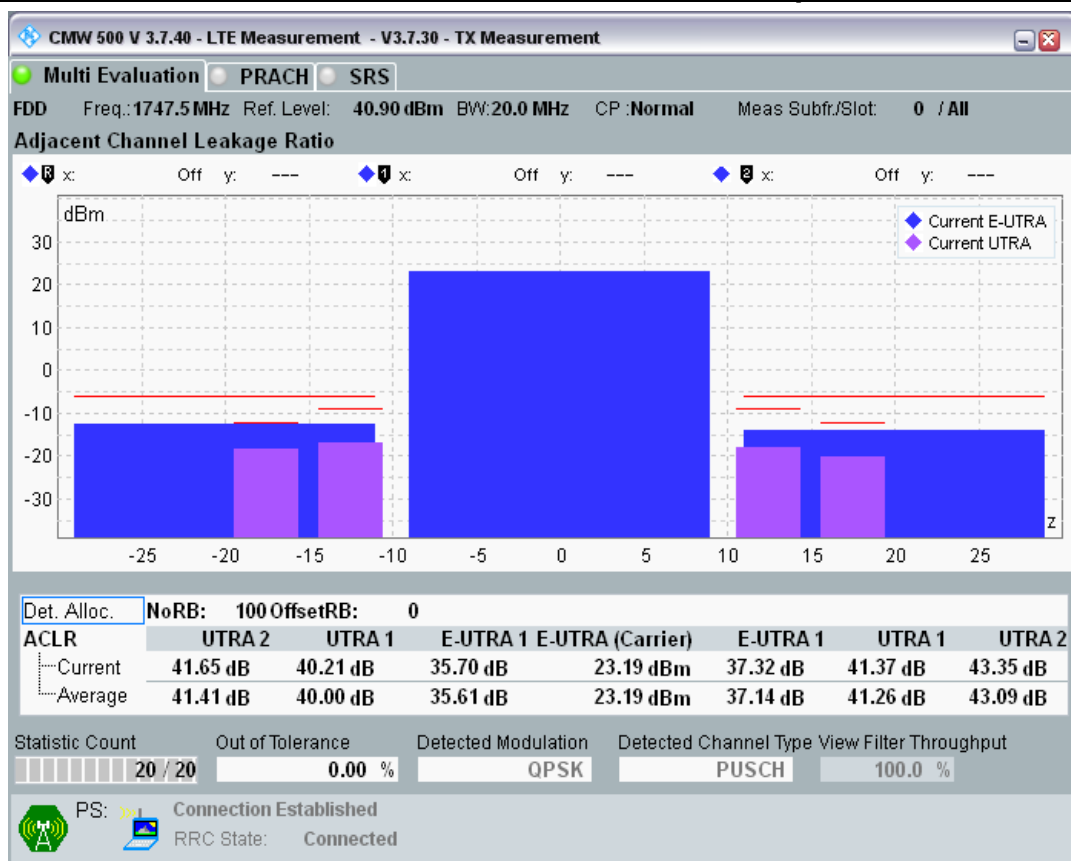 CMW 500 V 3.7.40 - LTE Measurement - V3.7.30 - TX Measurement
Multi Evaluation PRACH SRS
FDD Freq.:1747.5 MHz Ref. Level: 40.90 dBm BW:20.0 MHz CP :Normal Meas Subfr./Slot: 0 / All
Adjacent Channel Leakage Ratio
R x: Off y: --- 1 x: Off y: --- 2 x: Off y: ---
dBm
Current E-UTRA
Current UTRA
30
20
10
0
-10
-20
-30
z
-25 -20 -15 -10 -5 0 5 10 15 20 25
Det. Alloc. NoRB: 100 OffsetRB: 0
ACLR UTRA 2 UTRA 1 E-UTRA 1 E-UTRA (Carrier) E-UTRA 1 UTRA 1 UTRA 2
Current 41.65 dB 40.21 dB 35.70 dB 23.19 dBm 37.32 dB 41.37 dB 43.35 dB
Average 41.41 dB 40.00 dB 35.61 dB 23.19 dBm 37.14 dB 41.26 dB 43.09 dB
Statistic Count Out of Tolerance Detected Modulation Detected Channel Type View Filter Throughput
20 / 20 0.00 % QPSK PUSCH 100.0 %
PS: Connection Established
RRC State: Connected